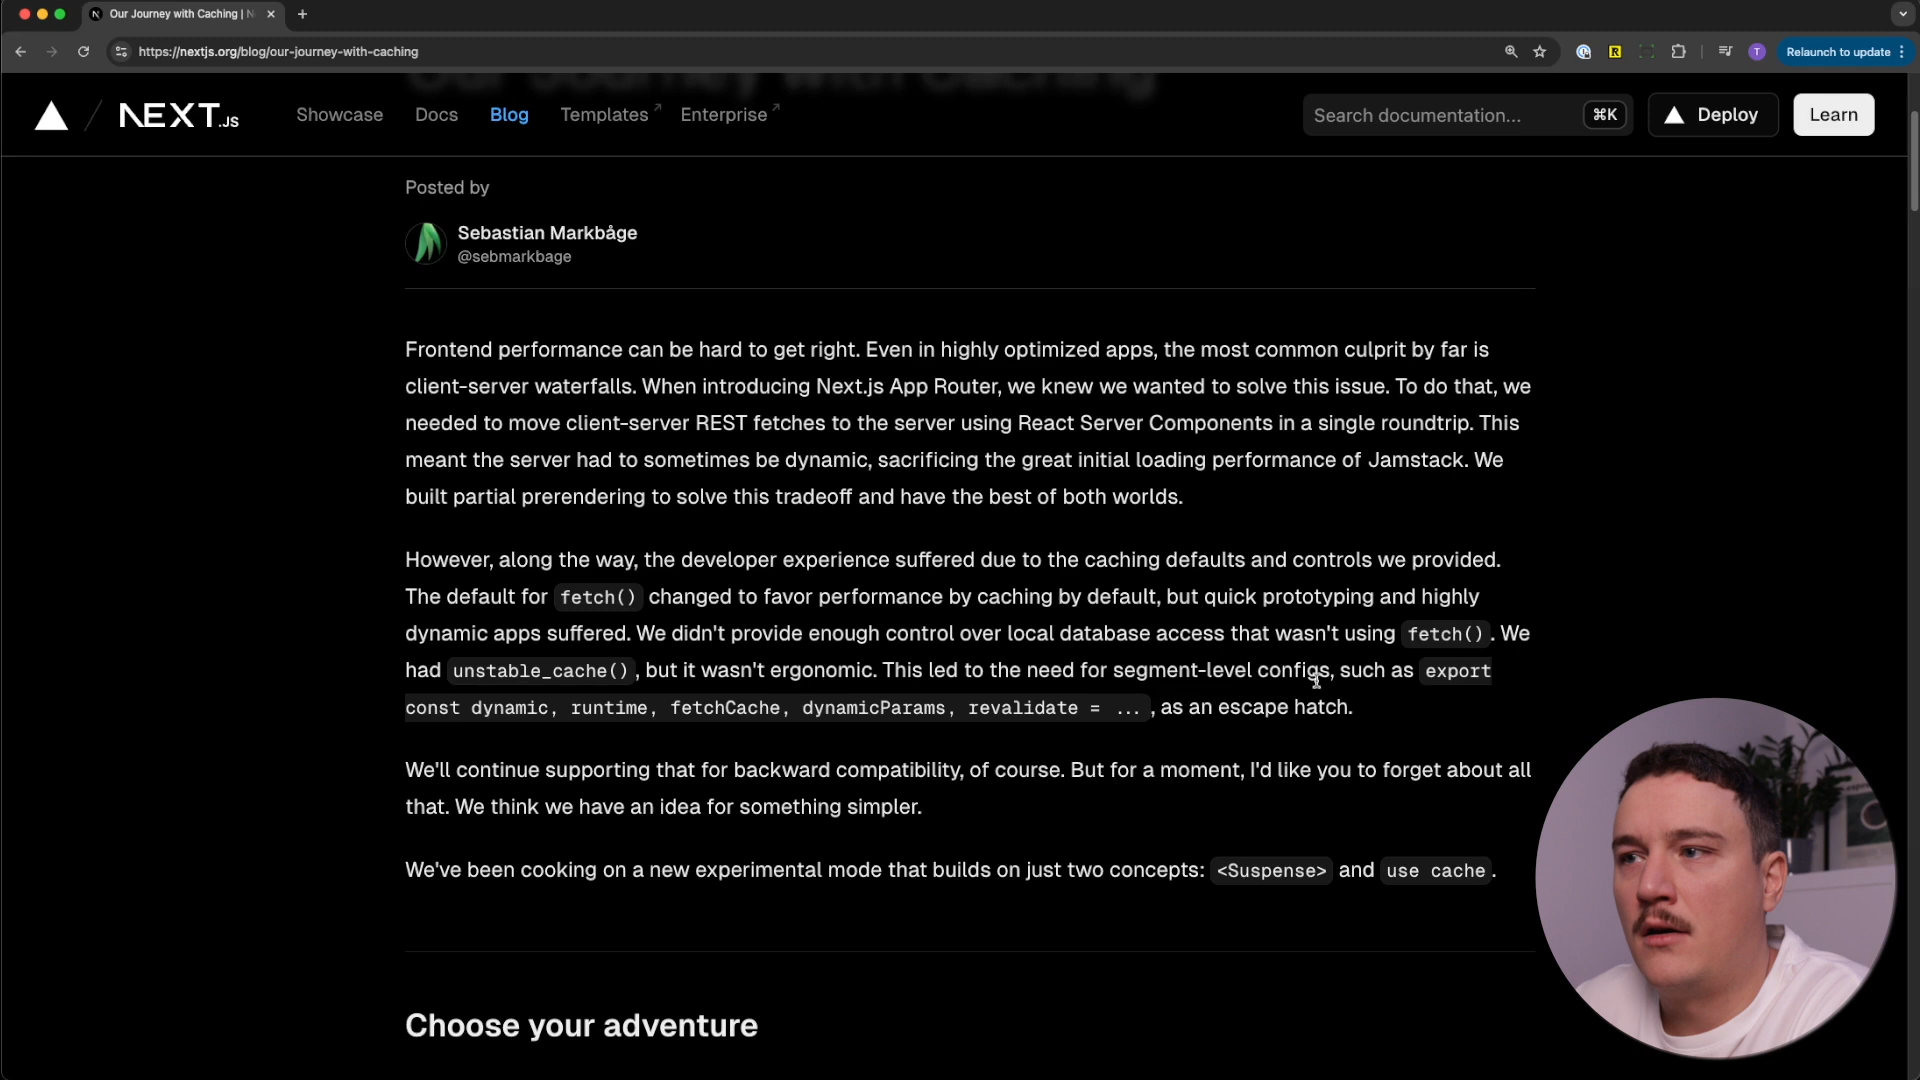 Our Journey with Caching | N
https://nextjs.org/blog/our-journey-with-caching
R
T
Relaunch to update
Our Journey with Caching
NEXT.JS
Showcase
Docs
Blog
Templates
Enterprise
Search documentation...
⌘K
Deploy
Learn
Posted by
Sebastian Markbåge
@sebmarkbage
Frontend performance can be hard to get right. Even in highly optimized apps, the most common culprit by far is
client-server waterfalls. When introducing Next.js App Router, we knew we wanted to solve this issue. To do that, we
needed to move client-server REST fetches to the server using React Server Components in a single roundtrip. This
meant the server had to sometimes be dynamic, sacrificing the great initial loading performance of Jamstack. We
built partial prerendering to solve this tradeoff and have the best of both worlds.
However, along the way, the developer experience suffered due to the caching defaults and controls we provided.
The default for fetch() changed to favor performance by caching by default, but quick prototyping and highly
dynamic apps suffered. We didn't provide enough control over local database access that wasn't using fetch(). We
had unstable_cache(), but it wasn't ergonomic. This led to the need for segment-level configs, such as export
const dynamic, runtime, fetchCache, dynamicParams, revalidate = ..., as an escape hatch.
We'll continue supporting that for backward compatibility, of course. But for a moment, I'd like you to forget about all
that. We think we have an idea for something simpler.
We've been cooking on a new experimental mode that builds on just two concepts: <Suspense> and use cache.
Choose your adventure